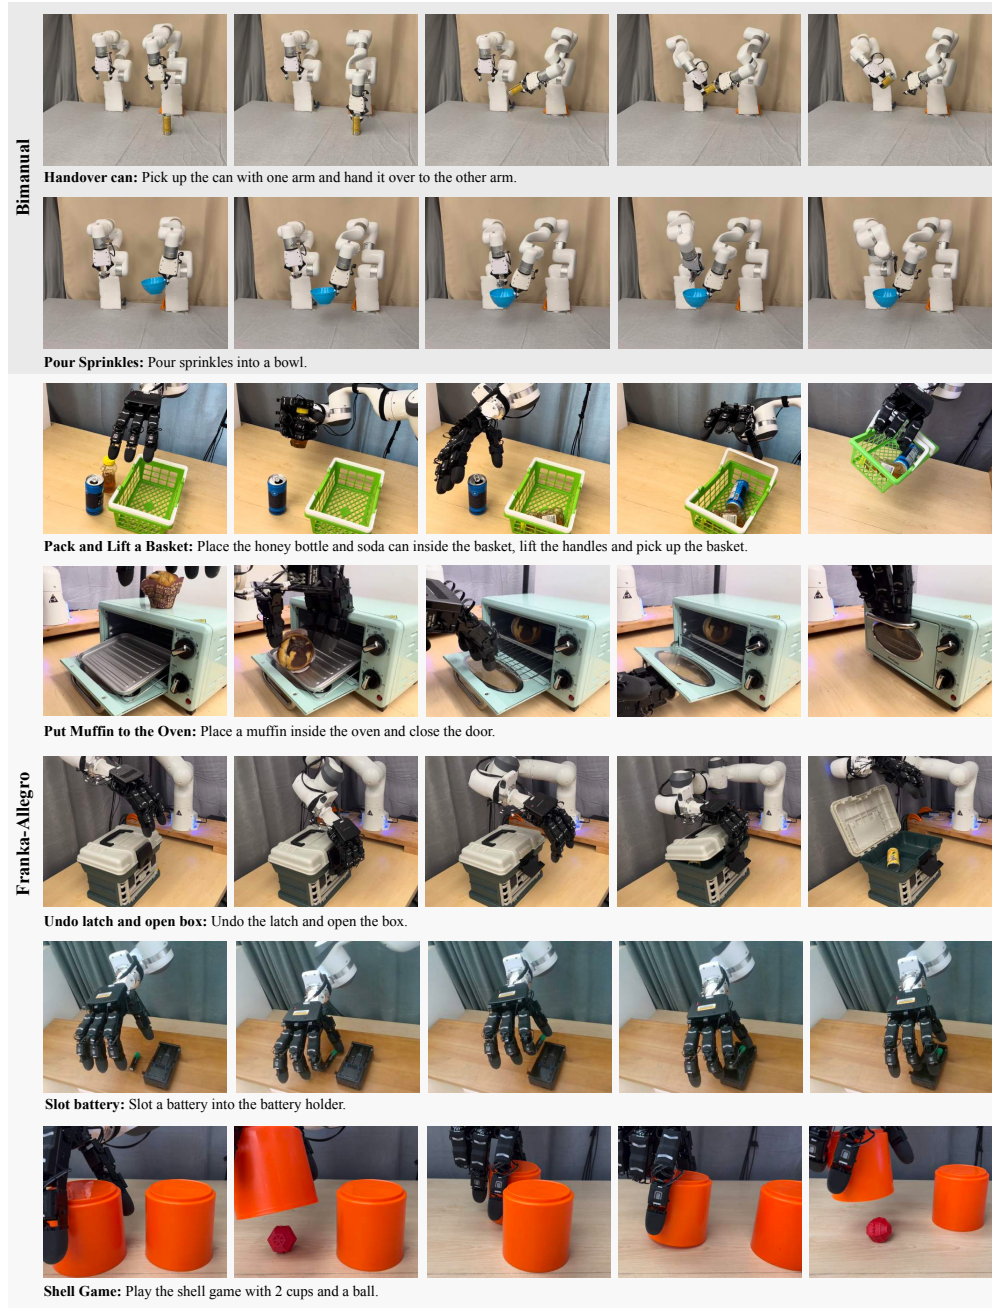 Bimanual
Handover can: Pick up the can with one arm and hand it over to the other arm.
Pour Sprinkles: Pour sprinkles into a bowl.
Franka-Allegro
Pack and Lift a Basket: Place the honey bottle and soda can inside the basket, lift the handles and pick up the basket.
Put Muffin to the Oven: Place a muffin inside the oven and close the door.
Undo latch and open box: Undo the latch and open the box.
Slot battery: Slot a battery into the battery holder.
Shell Game: Play the shell game with 2 cups and a ball.